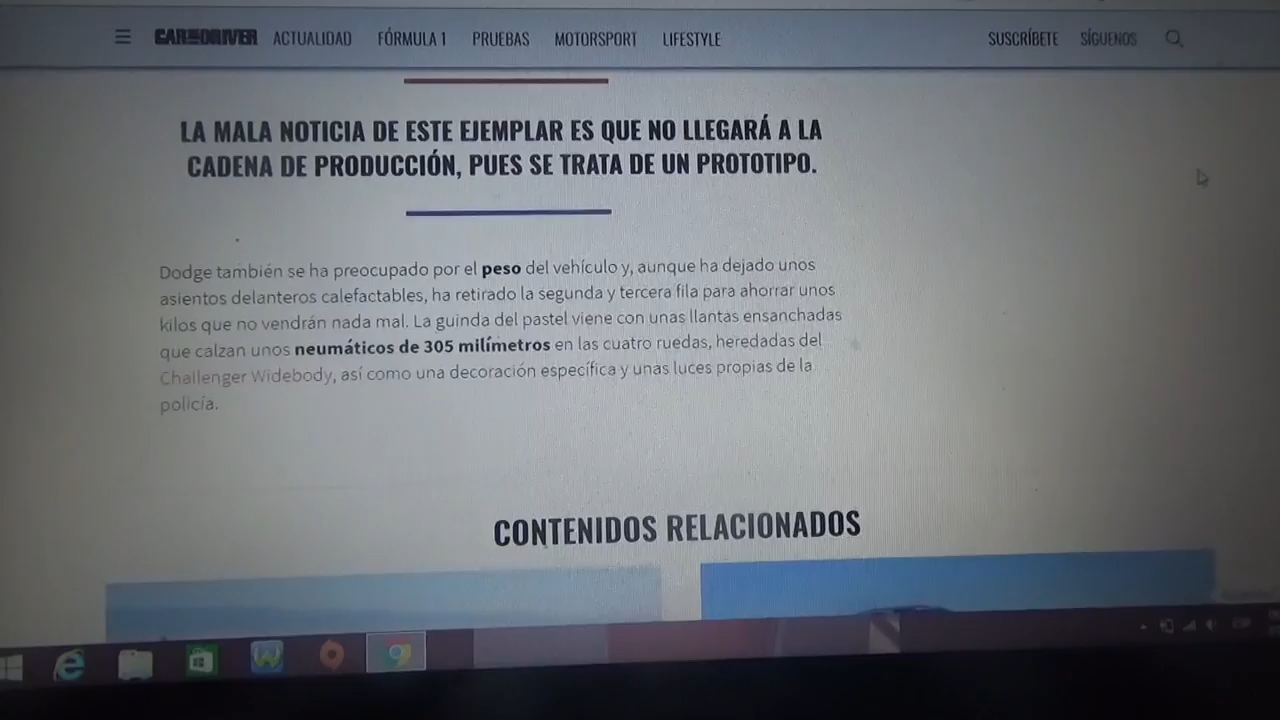 CAR AND DRIVER ACTUALIDAD FÓRMULA 1 PRUEBAS MOTORSPORT LIFESTYLE SUSCRÍBETE SÍGUENOS
LA MALA NOTICIA DE ESTE EJEMPLAR ES QUE NO LLEGARÁ A LA
CADENA DE PRODUCCIÓN, PUES SE TRATA DE UN PROTOTIPO.
Dodge también se ha preocupado por el peso del vehículo y, aunque ha dejado unos
asientos delanteros calefactables, ha retirado la segunda y tercera fila para ahorrar unos
kilos que no vendrán nada mal. La guinda del pastel viene con unas llantas ensanchadas
que calzan unos neumáticos de 305 milímetros en las cuatro ruedas, heredadas del
Challenger Widebody, así como una decoración específica y unas luces propias de la
policía.
CONTENIDOS RELACIONADOS